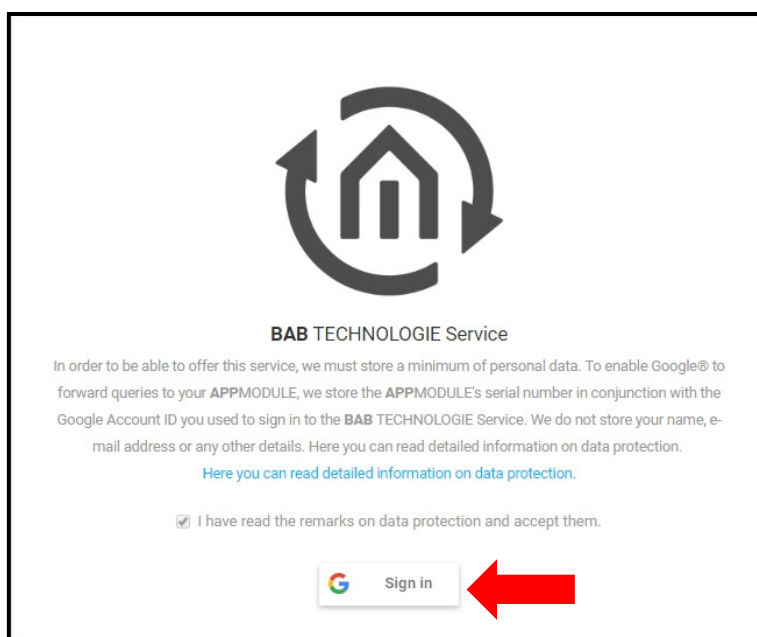 BAB TECHNOLOGIE Service
In order to be able to offer this service, we must store a minimum of personal data. To enable Google® to
forward queries to your APPMODULE, we store the APPMODULE's serial number in conjunction with the
Google Account ID you used to sign in to the BAB TECHNOLOGIE Service. We do not store your name, e-
mail address or any other details. Here you can read detailed information on data protection.
Here you can read detailed information on data protection.
I have read the remarks on data protection and accept them.
Sign in